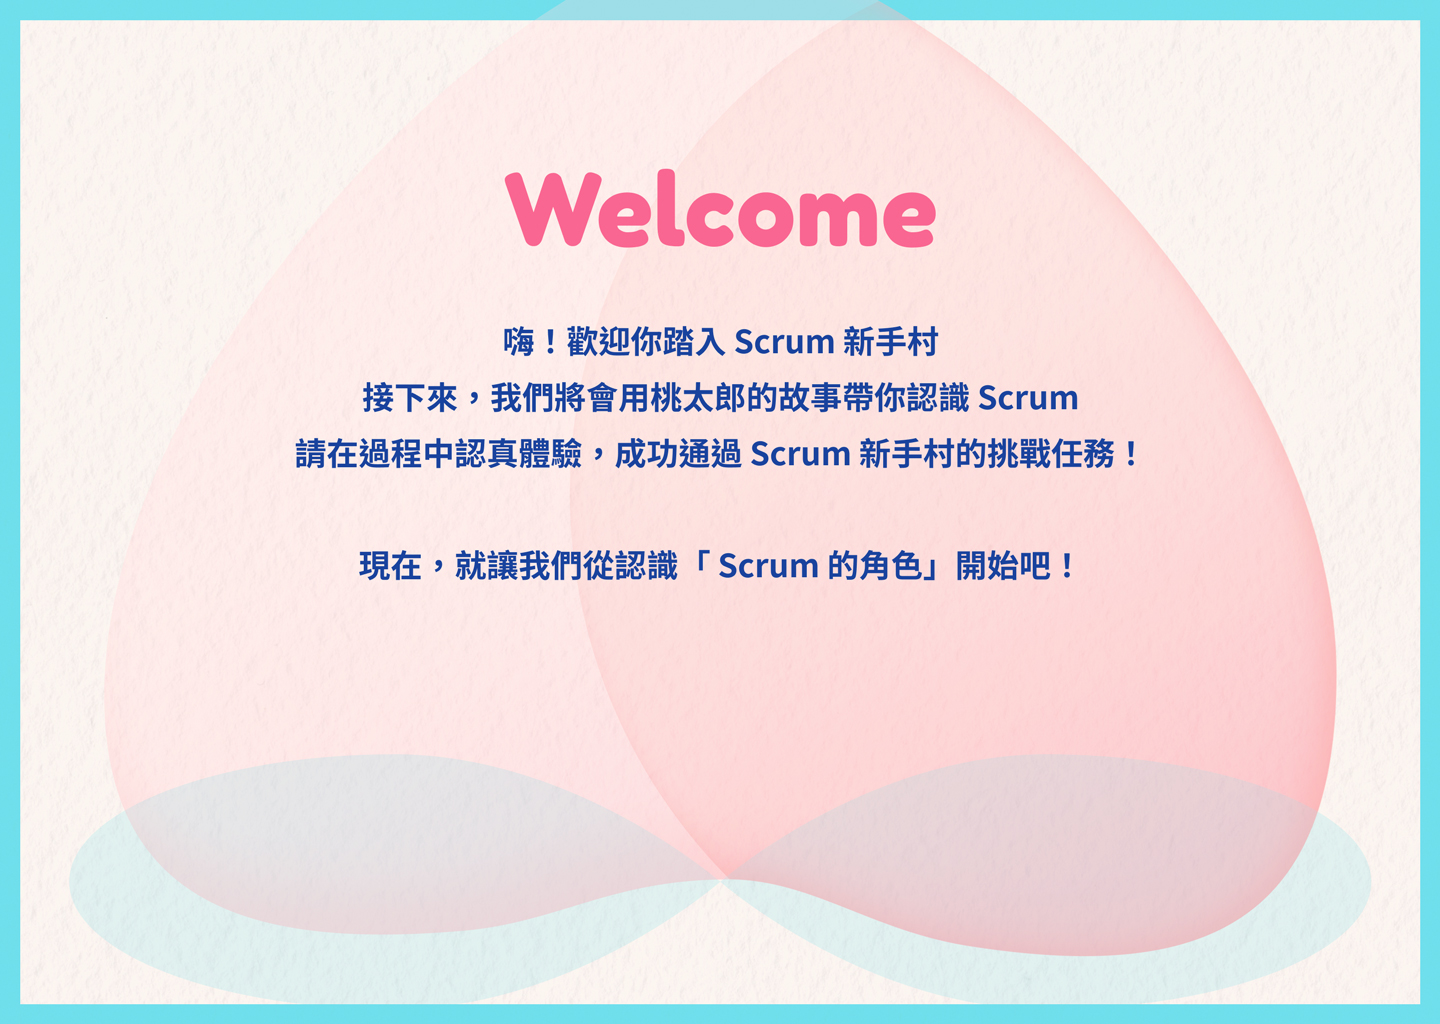 Welcome
嗨！歡迎你踏入 Scrum 新手村
接下來，我們將會用桃太郎的故事帶你認識 Scrum
請在過程中認真體驗，成功通過 Scrum 新手村的挑戰任務！
現在，就讓我們從認識「 Scrum 的角色」開始吧！